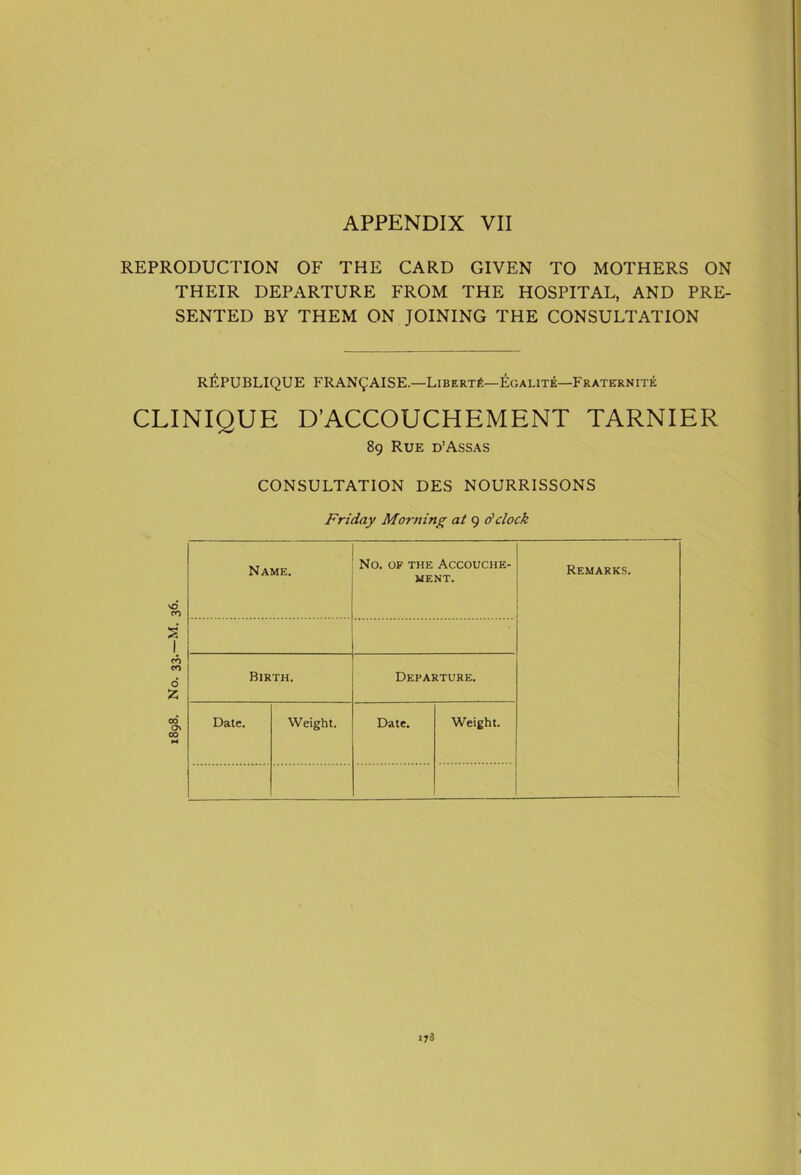 APPENDIX VII
REPRODUCTION OF THE CARD GIVEN TO MOTHERS ON
THEIR DEPARTURE FROM THE HOSPITAL, AND PRE-
SENTED BY THEM ON JOINING THE CONSULTATION
RÉPUBLIQUE FRANÇAISE.—LIBERTÉ—ÉGALITÉ—FRATERNITÉ
CLINIQUE D'ACCOUCHEMENT TARNIER
89 RUE D'ASSAS
CONSULTATION DES NOURRISSONS
Friday Morning at 9 o'clock
1898. No. 33.—M. 36.
NAME.
NO. OF THE ACCOUCHE-
MENT.
REMARKS.
BIRTH.
DEPARTURE.
Date.
Weight.
Date.
Weight.
178